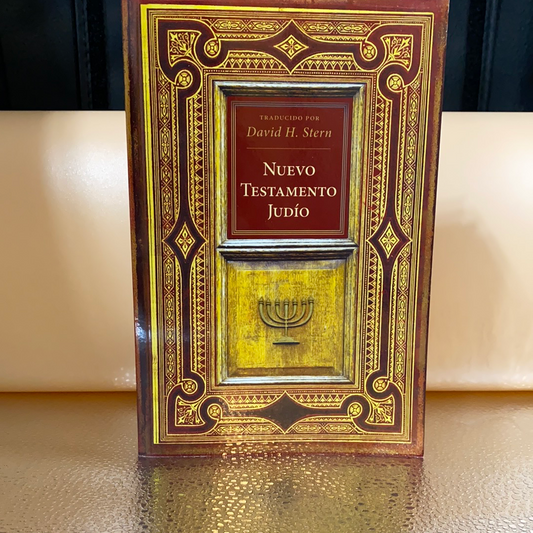 TRADUCIDO POR
David H. Stern
NUEVO
TESTAMENTO
JUDÍO